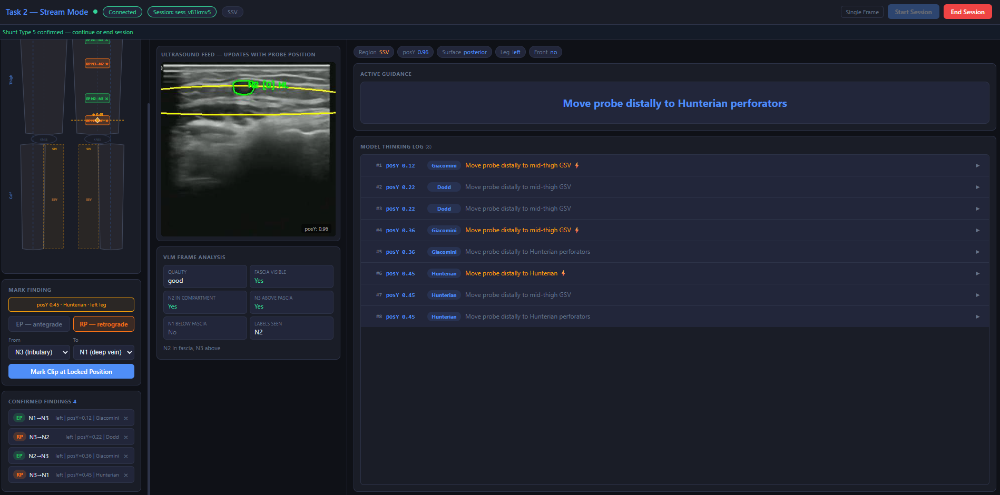 Task 2 — Stream Mode
Connected
Session: sess_v81kmv5
SSV
Single Frame
Start Session
End Session
Shunt Type 5 confirmed — continue or end session
EP N1→N3 ×
RP N3→N2 ×
Thigh
EP N2→N3 ×
0.45
KNEE
KNEE
SPJ
SPJ
SSV
SSV
Calf
MARK FINDING
posY 0.45 · Hunterian · left leg
EP — antegrade
RP — retrograde
From
To
N3 (tributary)
N1 (deep vein)
Mark Clip at Locked Position
CONFIRMED FINDINGS 4
EP N1→N3 left | posY=0.12 | Giacomini ×
RP N3→N2 left | posY=0.22 | Dodd ×
EP N2→N3 left | posY=0.36 | Giacomini ×
RP N3→N1 left | posY=0.45 | Hunterian ×
ULTRASOUND FEED — UPDATES WITH PROBE POSITION
posY: 0.96
VLM FRAME ANALYSIS
QUALITY
good
FASCIA VISIBLE
Yes
N2 IN COMPARTMENT
Yes
N3 ABOVE FASCIA
Yes
N1 BELOW FASCIA
No
LABELS SEEN
N2
N2 in fascia, N3 above
Region SSV
posY 0.96
Surface posterior
Leg left
Front no
ACTIVE GUIDANCE
Move probe distally to Hunterian perforators
MODEL THINKING LOG (8)
#1 posY 0.12 Giacomini Move probe distally to mid-thigh GSV
#2 posY 0.22 Dodd Move probe distally to mid-thigh GSV
#3 posY 0.22 Dodd Move probe distally to mid-thigh GSV
#4 posY 0.36 Giacomini Move probe distally to mid-thigh GSV
#5 posY 0.36 Giacomini Move probe distally to Hunterian perforators
#6 posY 0.45 Hunterian Move probe distally to Hunterian
#7 posY 0.45 Hunterian Move probe distally to mid-thigh GSV
#8 posY 0.45 Hunterian Move probe distally to Hunterian perforators